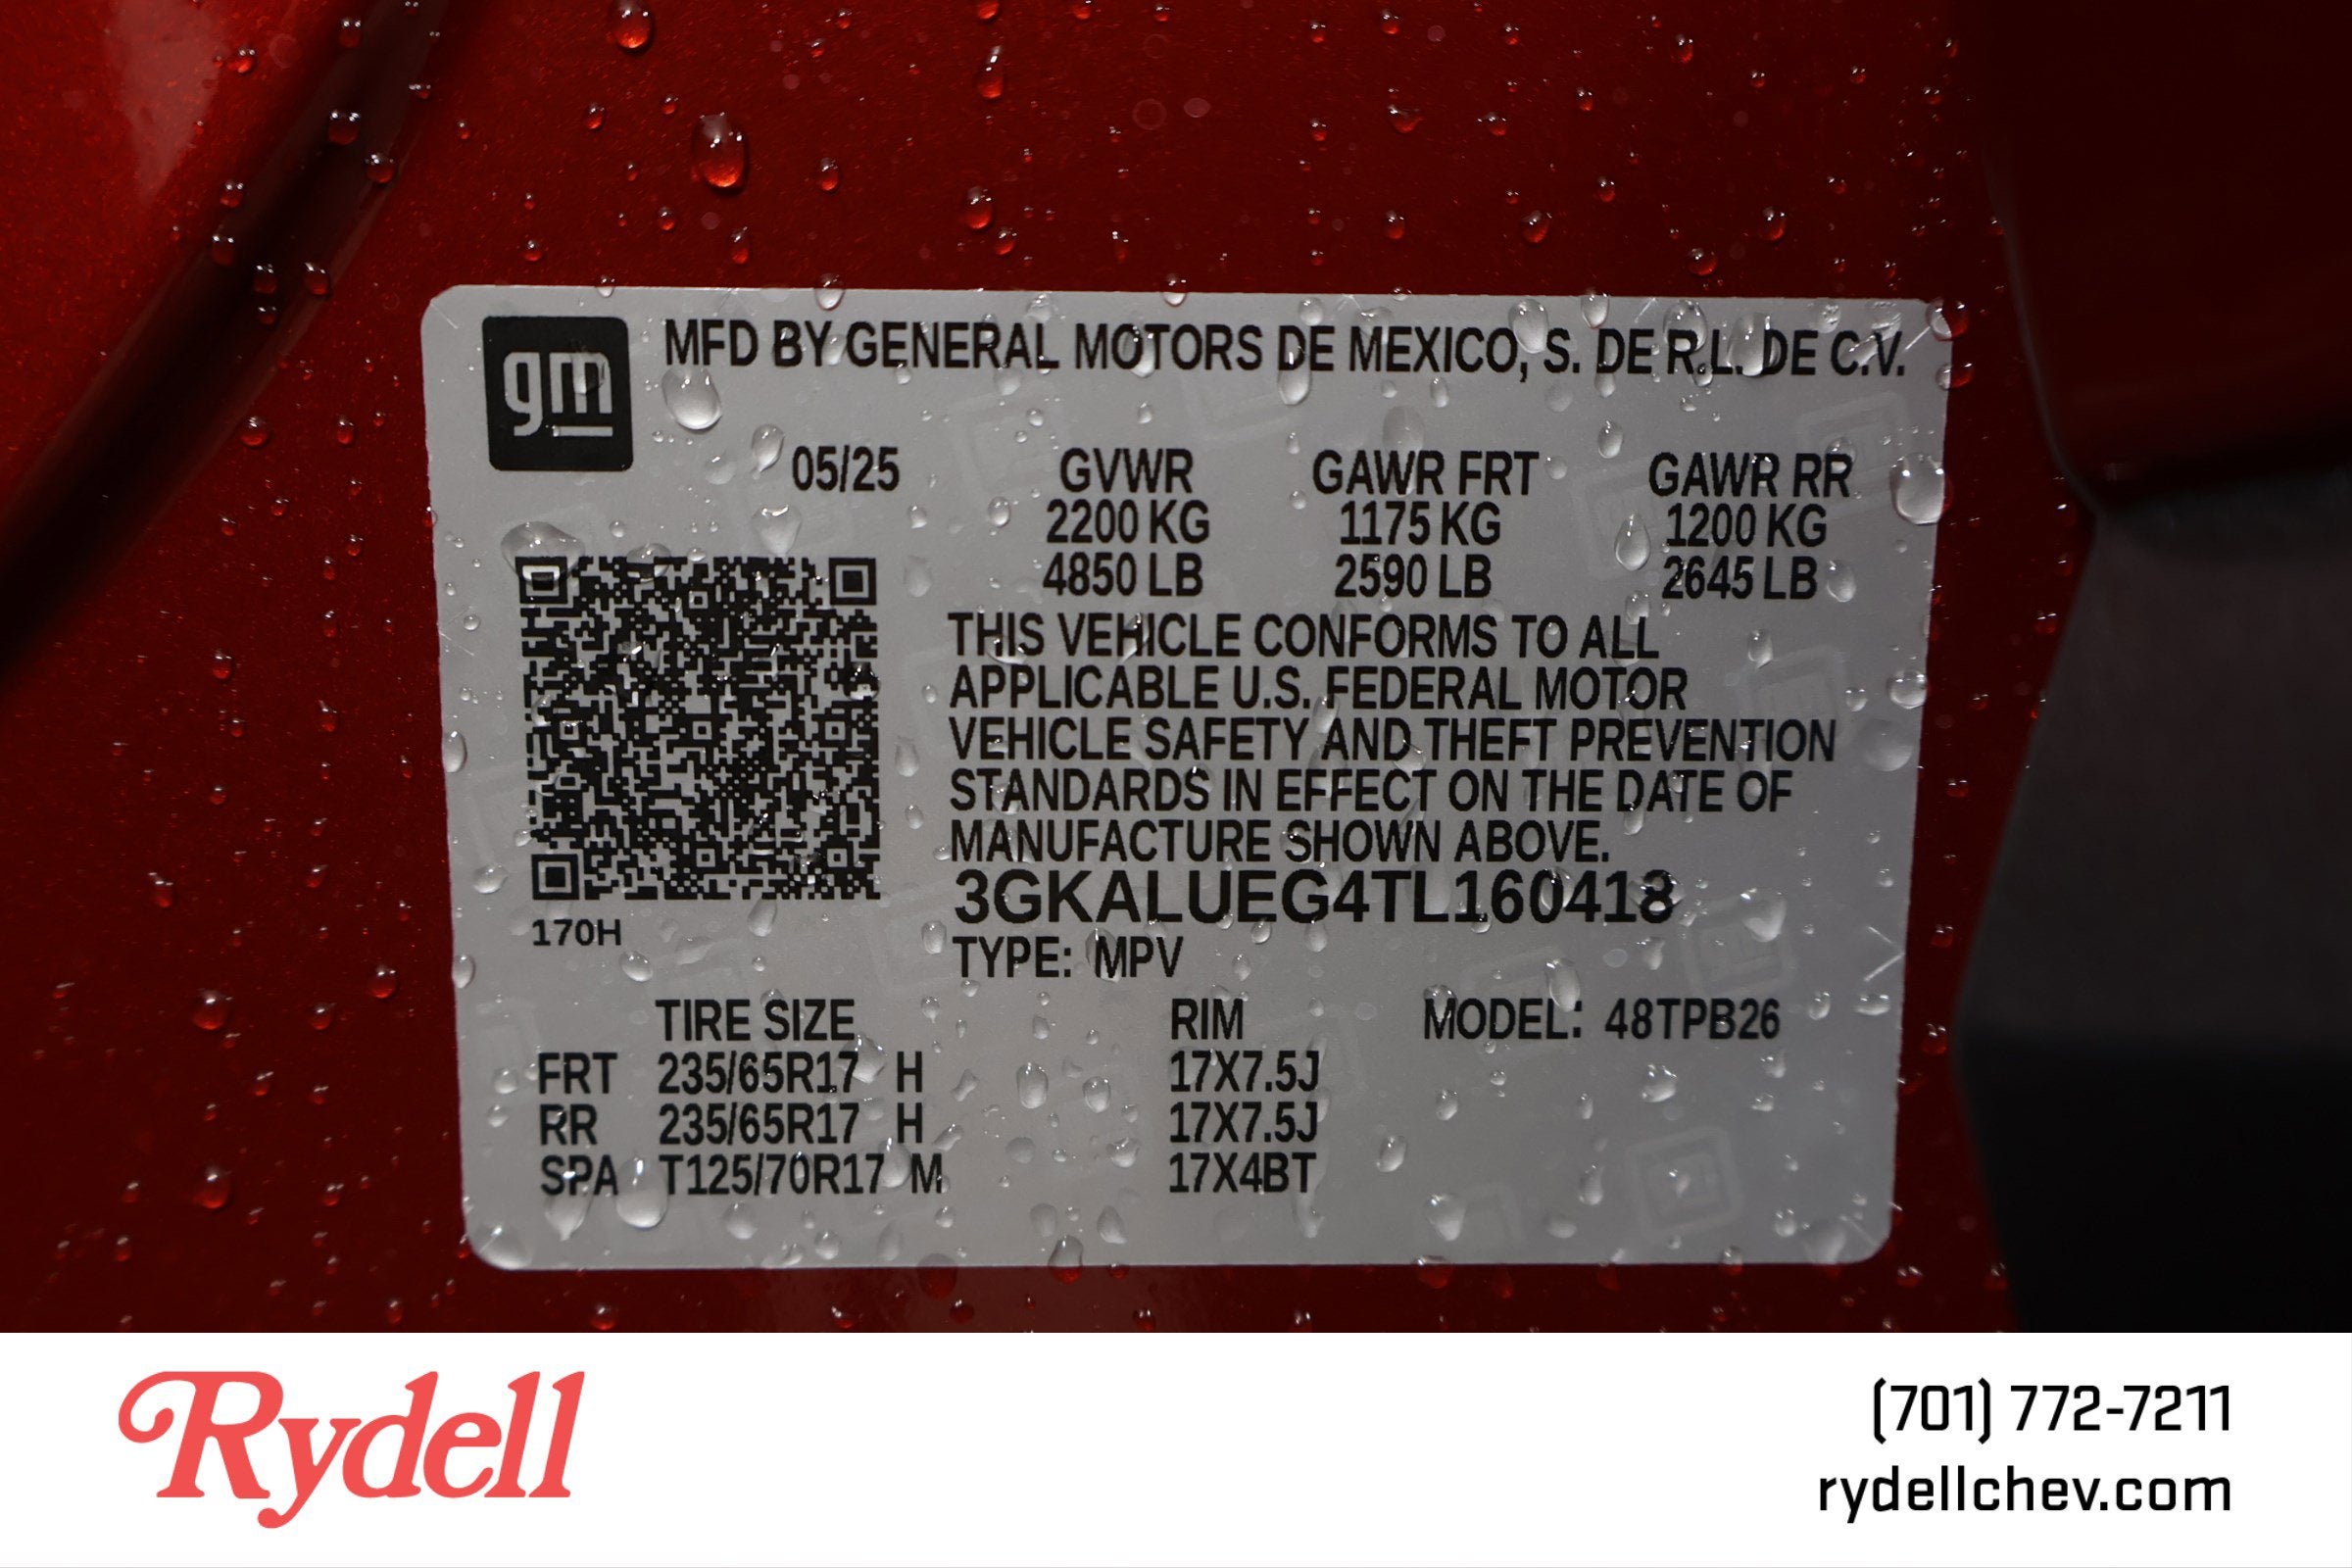 gm
MFD BY GENERAL MOTORS DE MEXICO, S. DE R.L. DE C.V.
05/25 GVWR GAWR FRT GAWR RR
2200 KG 1175 KG 1200 KG
4850 LB 2590 LB 2645 LB
THIS VEHICLE CONFORMS TO ALL
APPLICABLE U.S. FEDERAL MOTOR
VEHICLE SAFETY AND THEFT PREVENTION
STANDARDS IN EFFECT ON THE DATE OF
MANUFACTURE SHOWN ABOVE.
3GKALUEG4TL160418
170H
TYPE: MPV
TIRE SIZE RIM MODEL: 48TPB26
FRT 235/65R17 H 17X7.5J
RR 235/65R17 H 17X7.5J
SPA T125/70R17 M 17X4BT
Rydell
(701) 772-7211
rydellchev.com